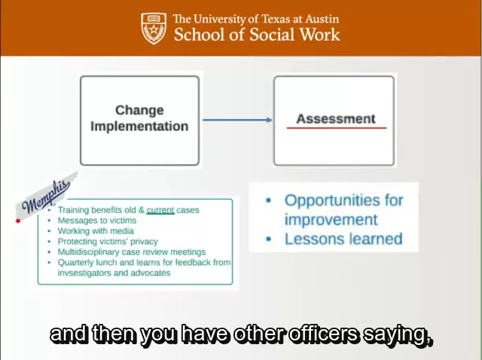 The University of Texas at Austin
School of Social Work
Change
Implementation
Assessment
Memphis
Training benefits old & current cases
Messages to victims
Working with media
Protecting victims' privacy
Multidisciplinary case review meetings
Quarterly lunch and learns for feedback from
investigators and advocates
Opportunities for
improvement
Lessons learned
and then you have other officers saying,